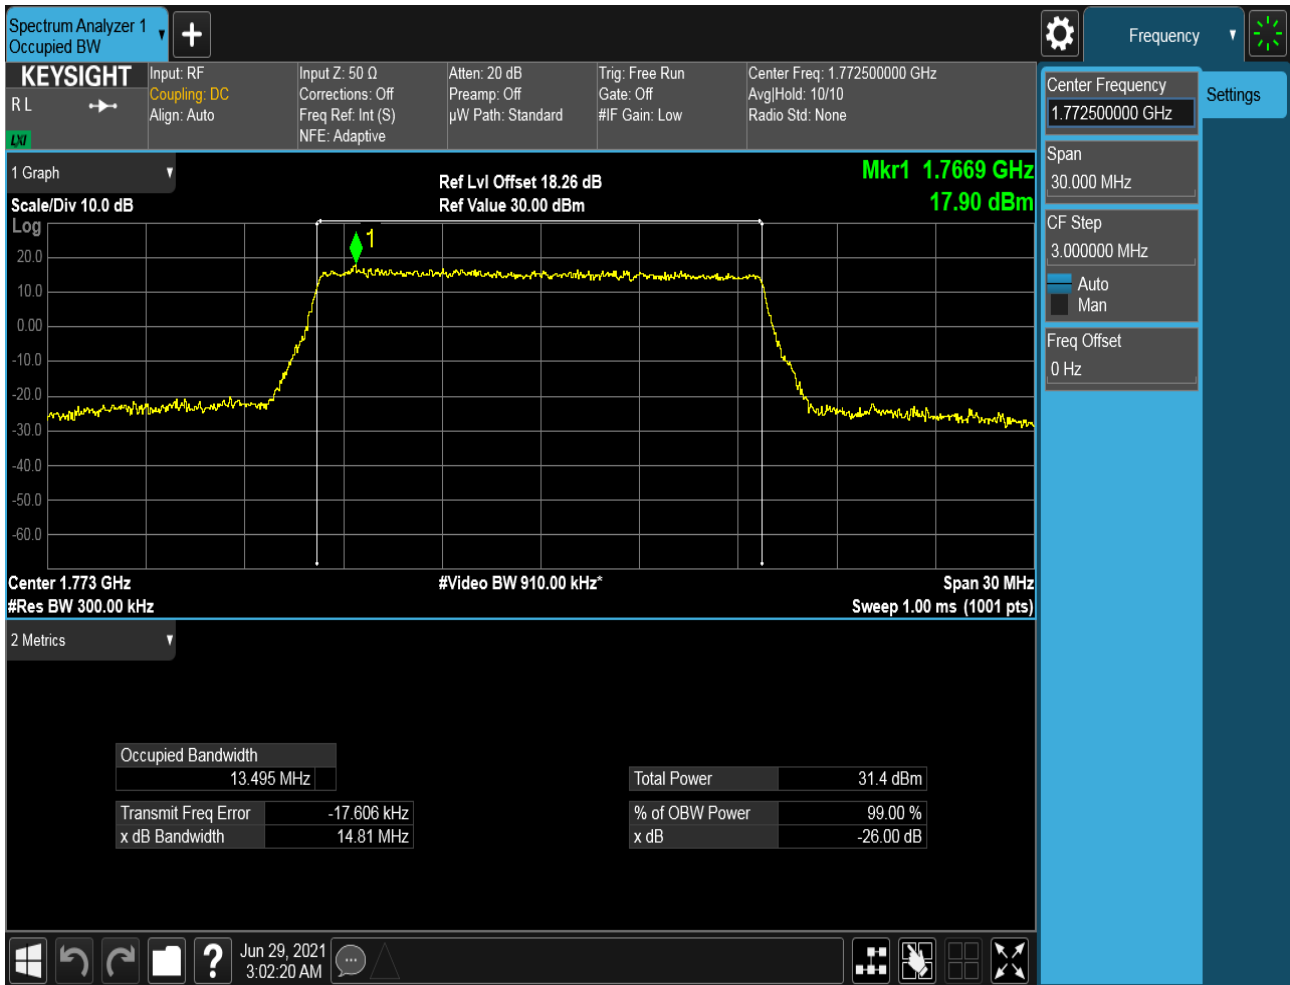 Spectrum Analyzer 1
Occupied BW
Frequency
KEYSIGHT
R L
LXI
Input: RF
Coupling: DC
Align: Auto
Input Z: 50 Ω
Corrections: Off
Freq Ref: Int (S)
NFE: Adaptive
Atten: 20 dB
Preamp: Off
µW Path: Standard
Trig: Free Run
Gate: Off
#IF Gain: Low
Center Freq: 1.772500000 GHz
Avg|Hold: 10/10
Radio Std: None
Center Frequency
1.772500000 GHz
Settings
Span
30.000 MHz
CF Step
3.000000 MHz
Auto
Man
Freq Offset
0 Hz
1 Graph
Scale/Div 10.0 dB
Ref Lvl Offset 18.26 dB
Ref Value 30.00 dBm
Mkr1 1.7669 GHz
17.90 dBm
Log
1
20.0
10.0
0.00
-10.0
-20.0
-30.0
-40.0
-50.0
-60.0
Center 1.773 GHz
#Res BW 300.00 kHz
#Video BW 910.00 kHz*
Span 30 MHz
Sweep 1.00 ms (1001 pts)
2 Metrics
Occupied Bandwidth
13.495 MHz
Transmit Freq Error -17.606 kHz
x dB Bandwidth 14.81 MHz
Total Power 31.4 dBm
% of OBW Power 99.00 %
x dB -26.00 dB
?
Jun 29, 2021
3:02:20 AM